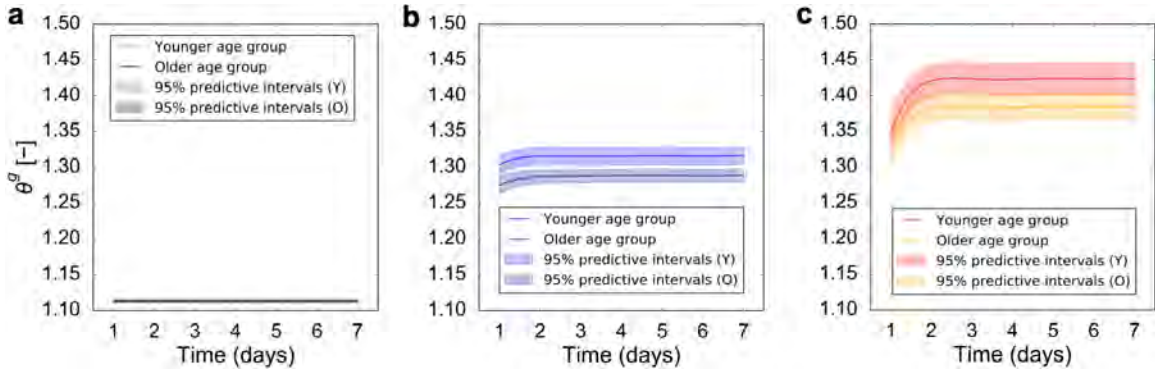 a
1.50
1.45
1.40
1.35
1.30
1.25
1.20
1.15
1.10
θ^g [−]
Younger age group
Older age group
95% predictive intervals (Y)
95% predictive intervals (O)
1 2 3 4 5 6 7
Time (days)
b
1.50
1.45
1.40
1.35
1.30
1.25
1.20
1.15
1.10
Younger age group
Older age group
95% predictive intervals (Y)
95% predictive intervals (O)
1 2 3 4 5 6 7
Time (days)
c
1.50
1.45
1.40
1.35
1.30
1.25
1.20
1.15
1.10
Younger age group
Older age group
95% predictive intervals (Y)
95% predictive intervals (O)
1 2 3 4 5 6 7
Time (days)